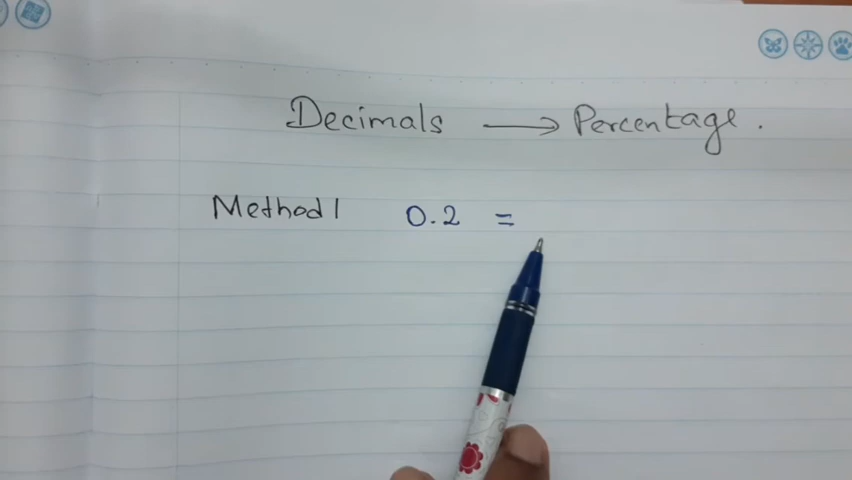 Decimals → Percentage.
Method 1 0.2 =